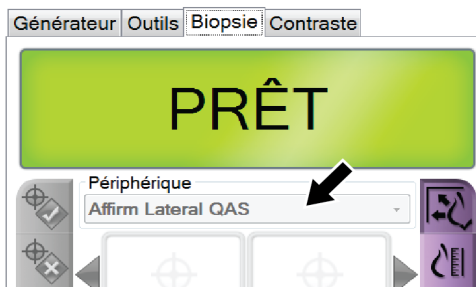 Générateur Outils Biopsie Contraste
PRÊT
Périphérique
Affirm Lateral QAS